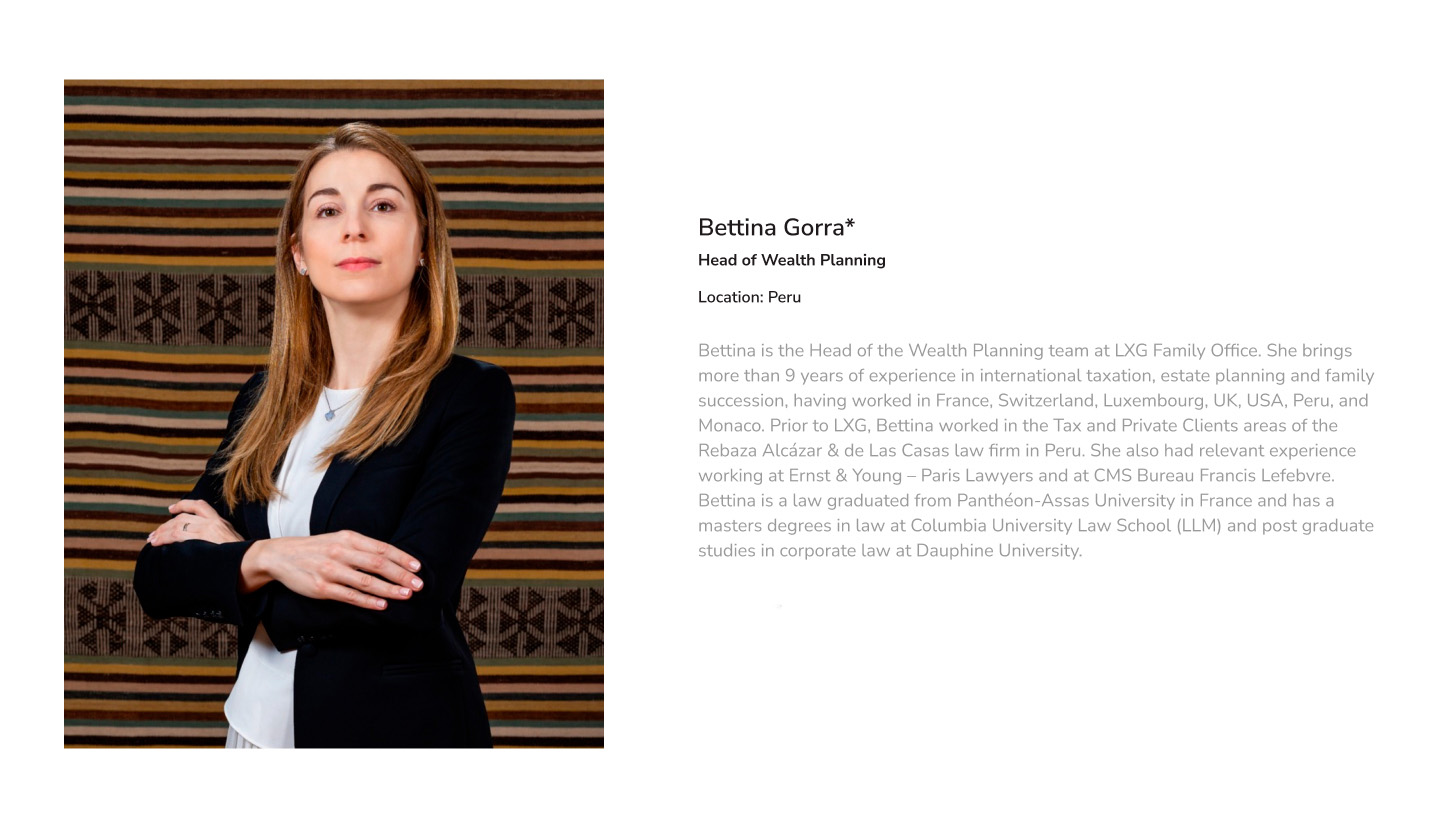 Bettina Gorra*
Head of Wealth Planning
Location: Peru
Bettina is the Head of the Wealth Planning team at LXG Family Office. She brings
more than 9 years of experience in international taxation, estate planning and family
succession, having worked in France, Switzerland, Luxembourg, UK, USA, Peru, and
Monaco. Prior to LXG, Bettina worked in the Tax and Private Clients areas of the
Rebaza Alcázar & de Las Casas law firm in Peru. She also had relevant experience
working at Ernst & Young – Paris Lawyers and at CMS Bureau Francis Lefebvre.
Bettina is a law graduated from Panthéon-Assas University in France and has a
masters degrees in law at Columbia University Law School (LLM) and post graduate
studies in corporate law at Dauphine University.